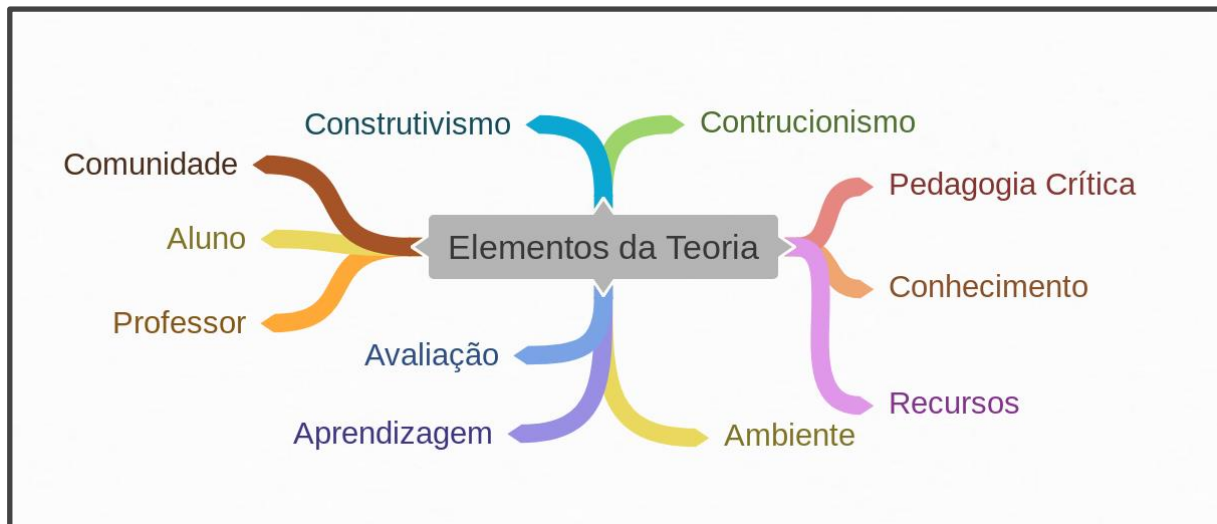 Construtivismo
Contrucionismo
Comunidade
Pedagogia Crítica
Aluno
Elementos da Teoria
Conhecimento
Professor
Avaliação
Recursos
Aprendizagem
Ambiente